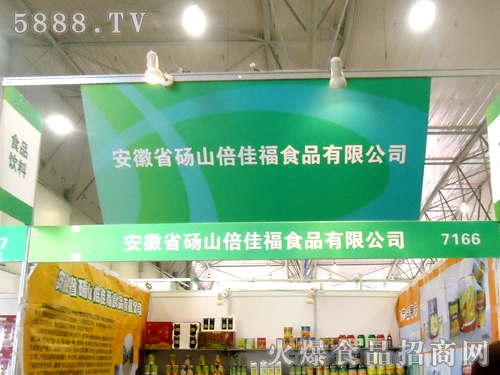 5888.TV
安徽省砀山倍佳福食品有限公司
食品
饮料
7
安徽省砀山倍佳福食品有限公司 7166
火爆食品招商网